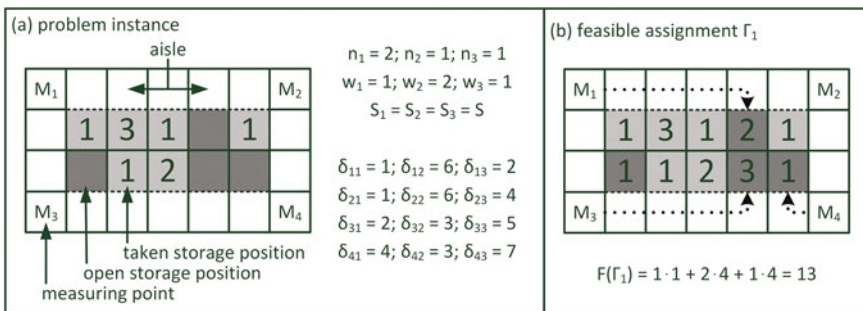 (a) problem instance
aisle
M₁ M₂
1 3 1 1
1 2
M₃ M₄
taken storage position
open storage position
measuring point
n₁ = 2; n₂ = 1; n₃ = 1
w₁ = 1; w₂ = 2; w₃ = 1
S₁ = S₂ = S₃ = S
δ₁₁ = 1; δ₁₂ = 6; δ₁₃ = 2
δ₂₁ = 1; δ₂₂ = 6; δ₂₃ = 4
δ₃₁ = 2; δ₃₂ = 3; δ₃₃ = 5
δ₄₁ = 4; δ₄₂ = 3; δ₄₃ = 7
(b) feasible assignment Γ₁
M₁ M₂
1 3 1 2 1
1 1 2 3 1
M₃ M₄
F(Γ₁) = 1·1 + 2·4 + 1·4 = 13